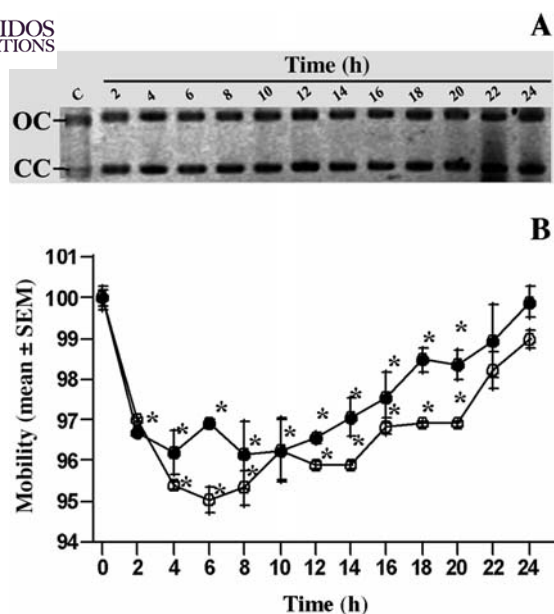 IDOS
ATIONS
A
Time (h)
C 2 4 6 8 10 12 14 16 18 20 22 24
OC
CC
B
101
100
99
98
97
96
95
94
Mobility (mean ± SEM)
* * * * * * * * * *
* * * * * * * *
0 2 4 6 8 10 12 14 16 18 20 22 24
Time (h)